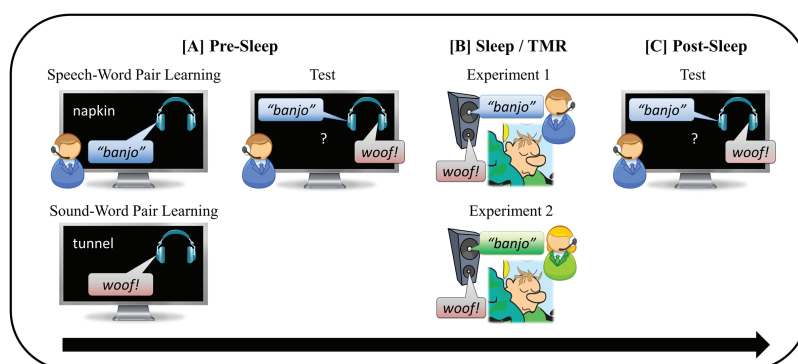 [A] Pre-Sleep
[B] Sleep / TMR
[C] Post-Sleep
Speech-Word Pair Learning
Test
Experiment 1
Test
napkin
"banjo"
"banjo"
?
woof!
"banjo"
woof!
"banjo"
?
woof!
Sound-Word Pair Learning
Experiment 2
tunnel
woof!
"banjo"
woof!